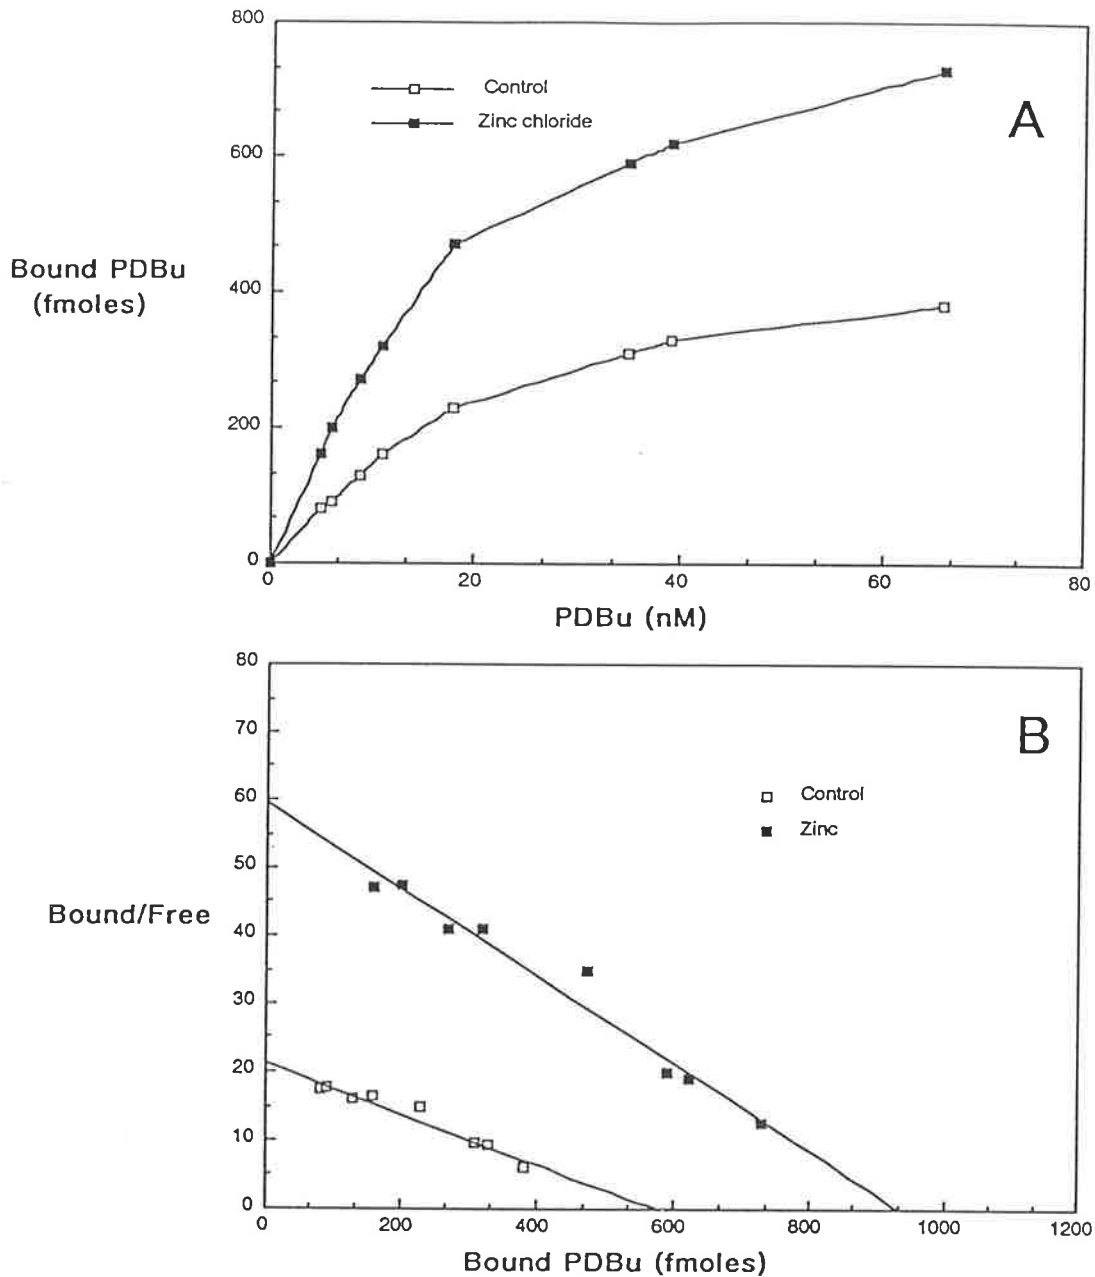 800
600
400
200
0
Bound PDBu
(fmoles)
Control
Zinc chloride
A
0 20 40 60 80
PDBu (nM)
80
70
60
50
40
30
20
10
0
Bound/Free
B
Control
Zinc
0 200 400 600 800 1000 1200
Bound PDBu (fmoles)